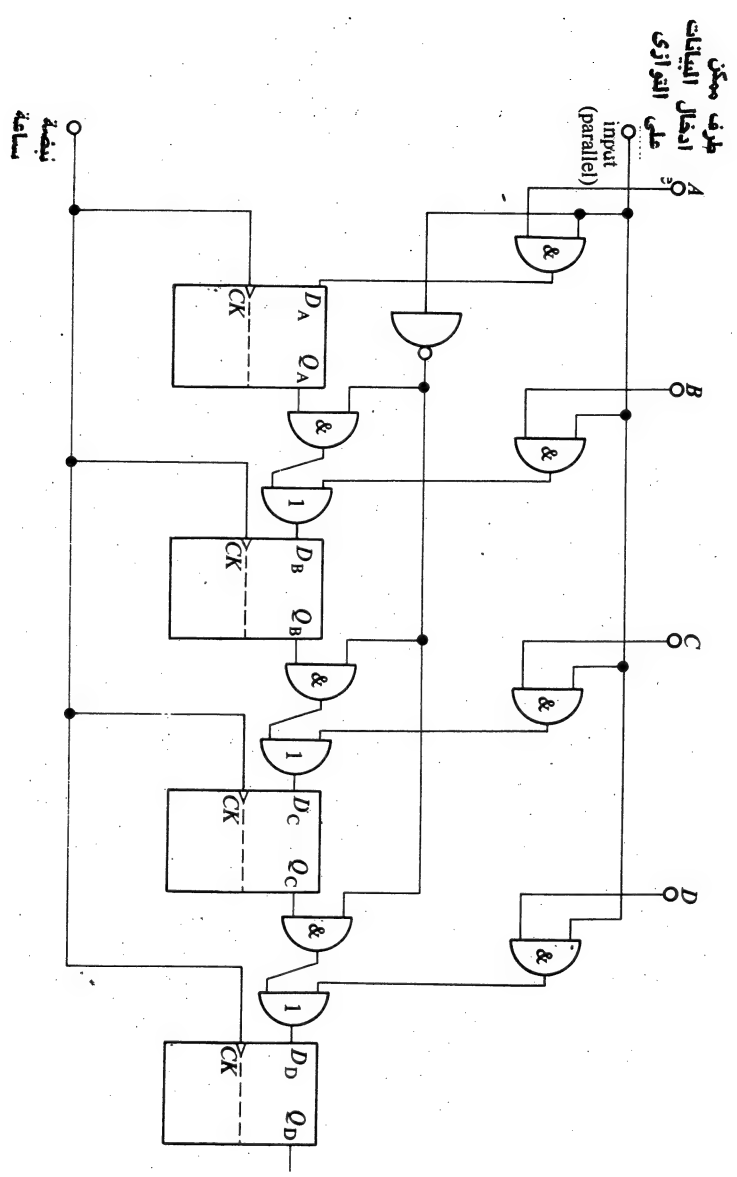 طرف ممكن
ادخال البيانات
على التوازى
input
(parallel)
A
B
C
D
&
&
&
&
&
1
&
1
&
1
D_A
Q_A
CK
D_B
Q_B
CK
D_C
Q_C
CK
D_D
Q_D
CK
نبضة
ساعة